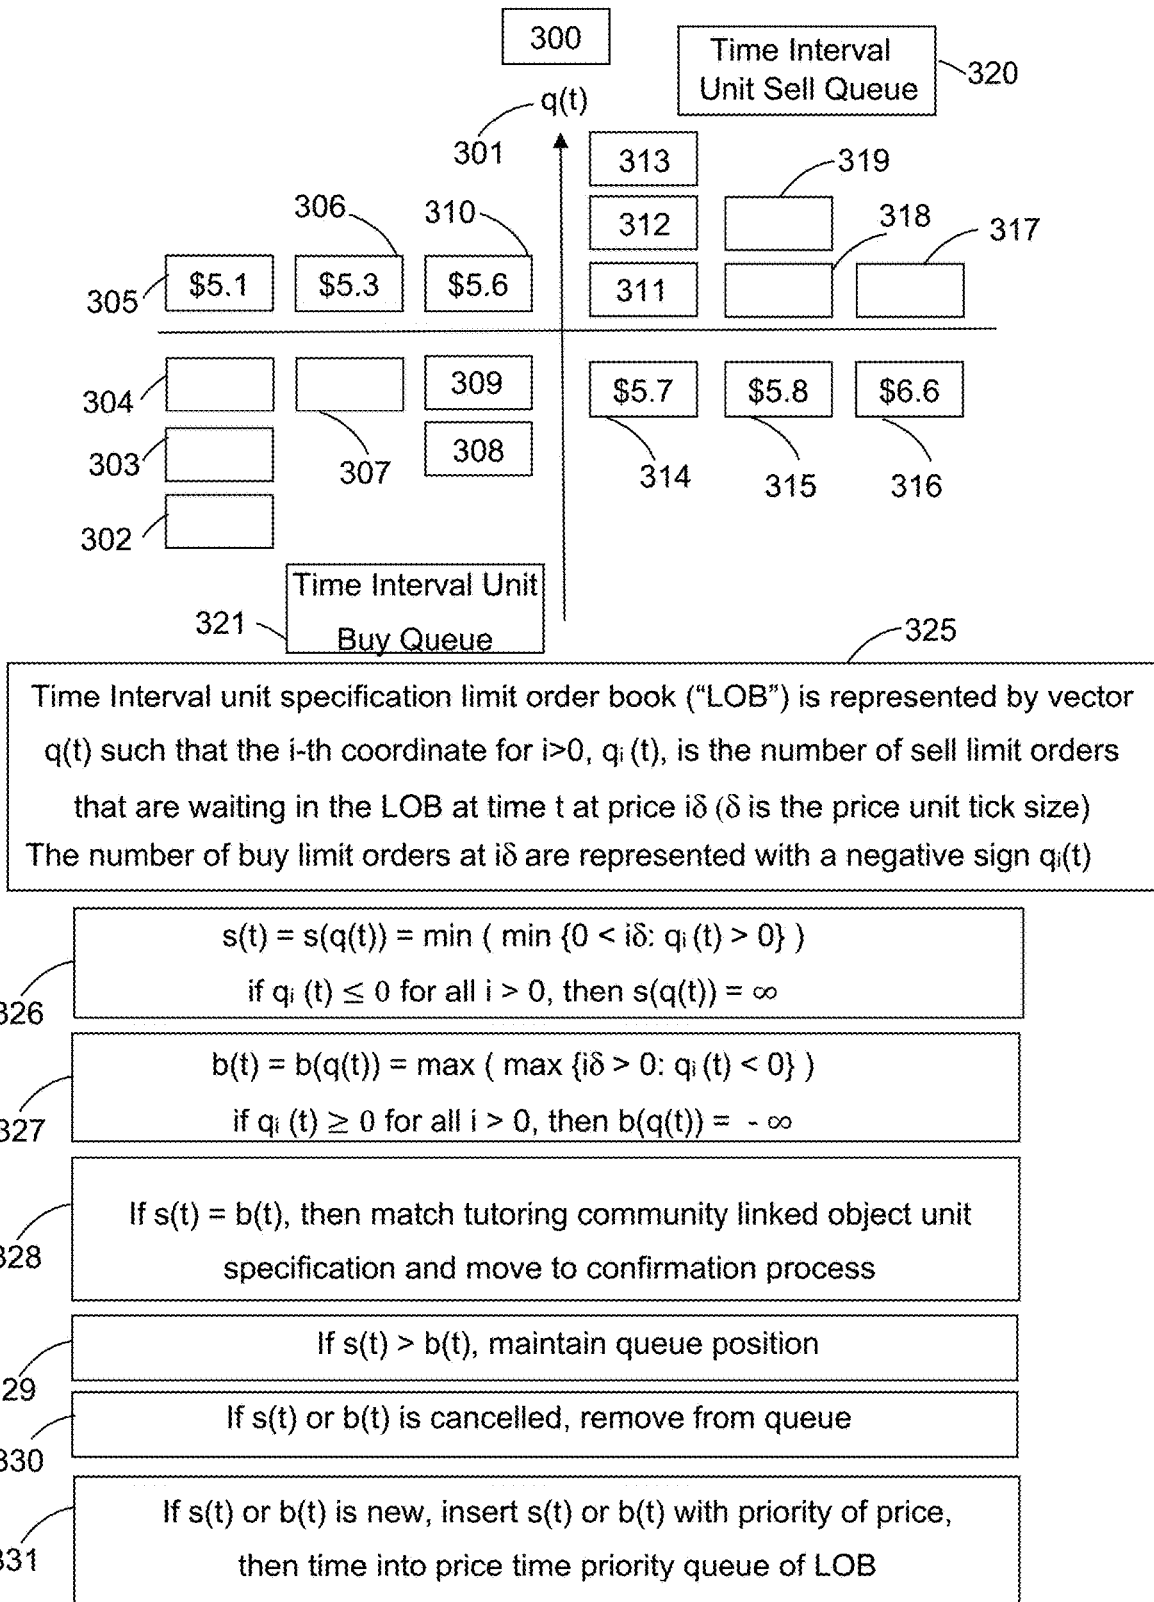 300
Time Interval
Unit Sell Queue
320
q(t)
301
313
319
306
310
312
318
317
305
$5.1
$5.3
$5.6
311
304
309
$5.7
$5.8
$6.6
303
307
308
314
315
316
302
Time Interval Unit
321
Buy Queue
325
Time Interval unit specification limit order book (“LOB”) is represented by vector
q(t) such that the i-th coordinate for i>0, qᵢ (t), is the number of sell limit orders
that are waiting in the LOB at time t at price iδ (δ is the price unit tick size)
The number of buy limit orders at iδ are represented with a negative sign qᵢ(t)
s(t) = s(q(t)) = min ( min {0 < iδ: qᵢ (t) > 0} )
if qᵢ (t) ≤ 0 for all i > 0, then s(q(t)) = ∞
326
b(t) = b(q(t)) = max ( max {iδ > 0: qᵢ (t) < 0} )
if qᵢ (t) ≥ 0 for all i > 0, then b(q(t)) = - ∞
327
If s(t) = b(t), then match tutoring community linked object unit
328
specification and move to confirmation process
If s(t) > b(t), maintain queue position
29
If s(t) or b(t) is cancelled, remove from queue
330
If s(t) or b(t) is new, insert s(t) or b(t) with priority of price,
331
then time into price time priority queue of LOB